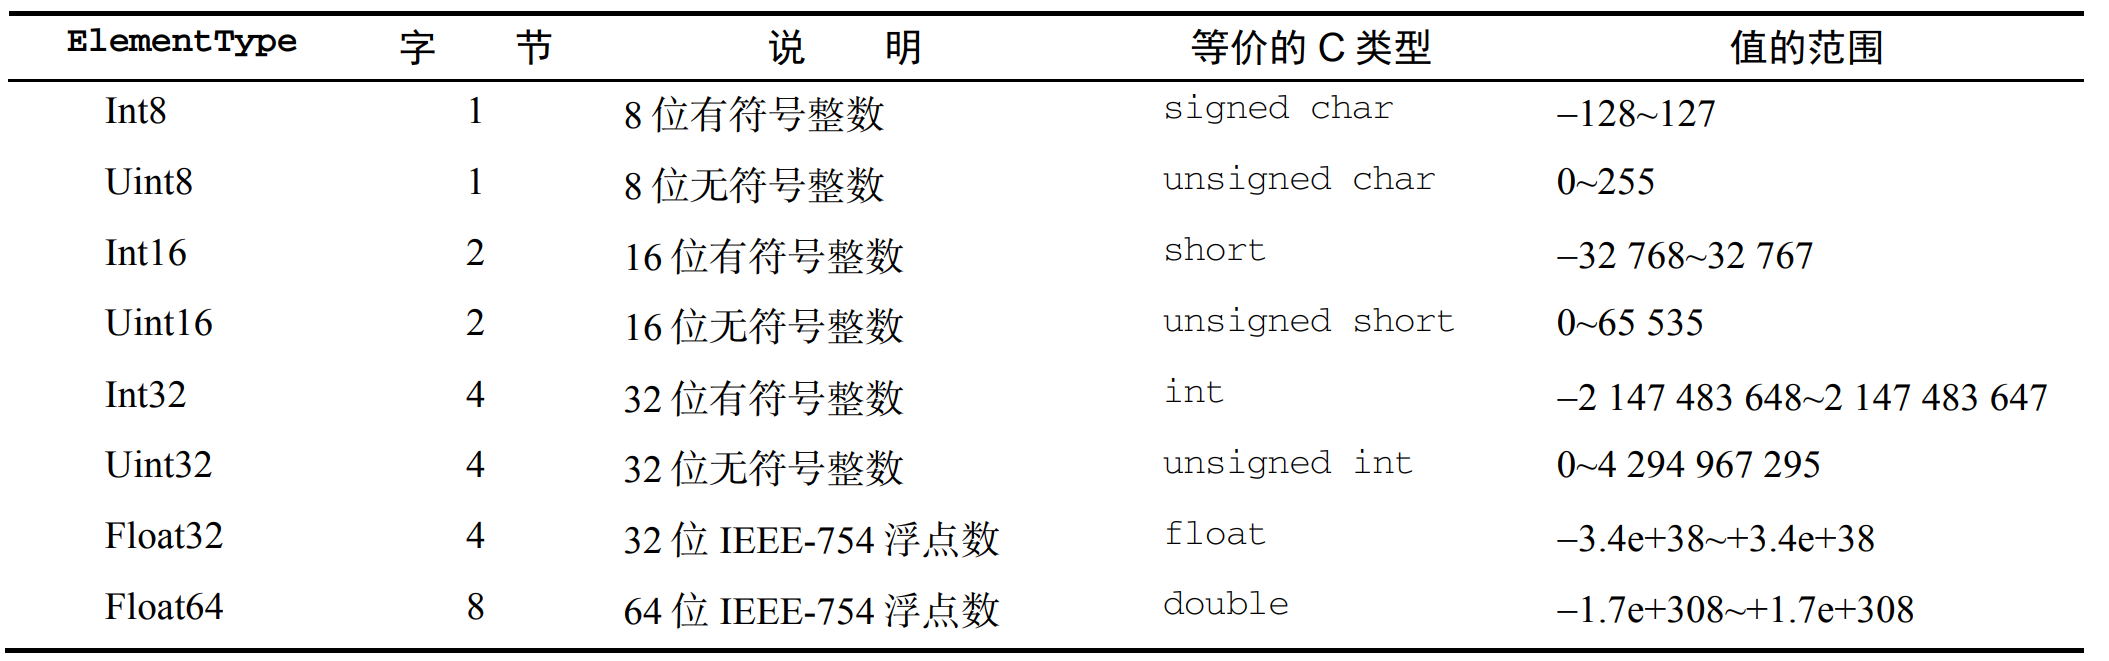 ElementType 字 节 说 明 等价的 C 类型 值的范围
Int8 1 8 位有符号整数 signed char −128~127
Uint8 1 8 位无符号整数 unsigned char 0~255
Int16 2 16 位有符号整数 short −32 768~32 767
Uint16 2 16 位无符号整数 unsigned short 0~65 535
Int32 4 32 位有符号整数 int −2 147 483 648~2 147 483 647
Uint32 4 32 位无符号整数 unsigned int 0~4 294 967 295
Float32 4 32 位 IEEE-754 浮点数 float −3.4e+38~+3.4e+38
Float64 8 64 位 IEEE-754 浮点数 double −1.7e+308~+1.7e+308